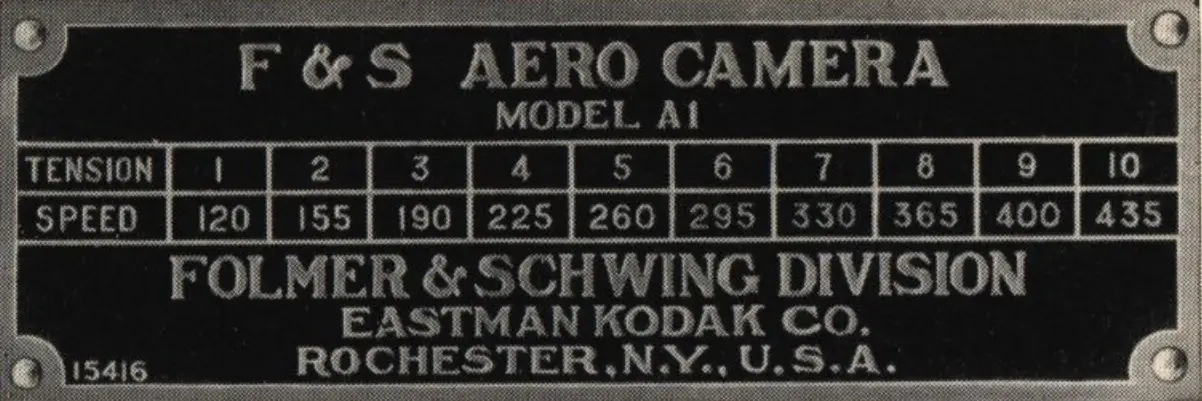 F & S AERO CAMERA
MODEL A1
TENSION 1 2 3 4 5 6 7 8 9 10
SPEED 120 155 190 225 260 295 330 365 400 435
FOLMER & SCHWING DIVISION
EASTMAN KODAK CO.
ROCHESTER, N.Y., U.S.A.
15416